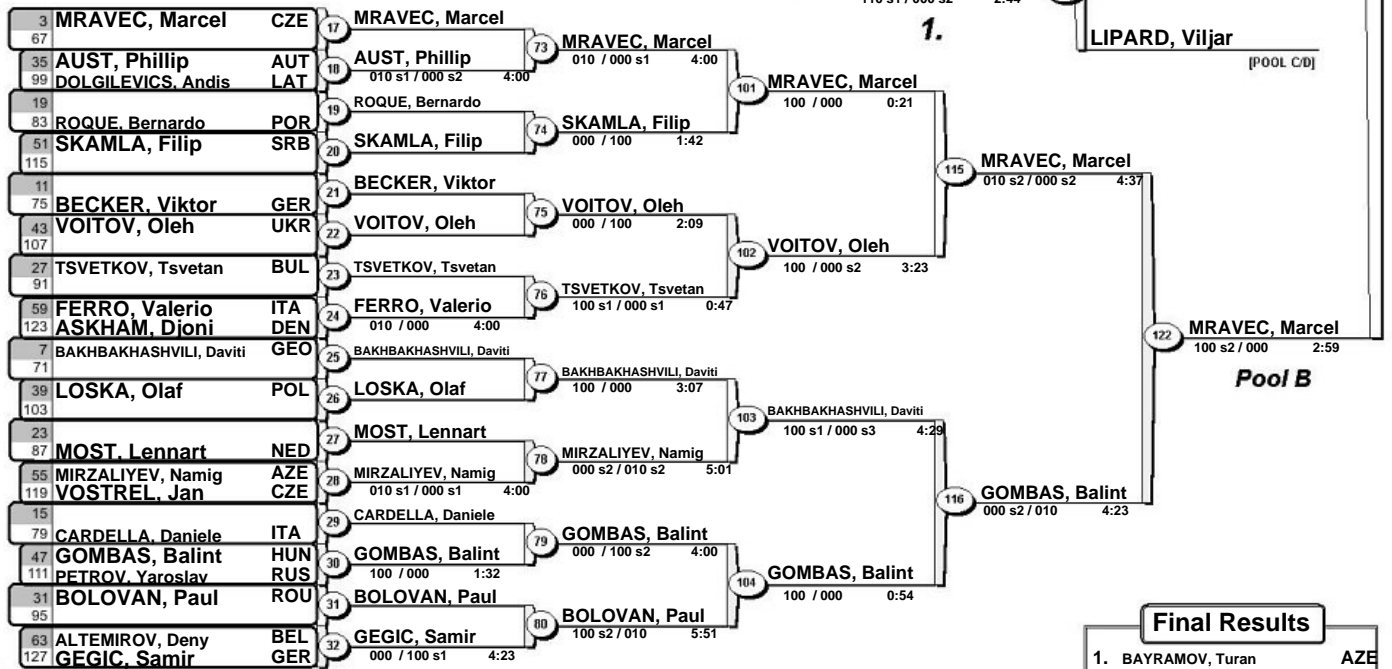 110 s1 / 000 s2 2:44
1.
LIPARD, Viljar
[POOL C/D]
3 MRAVEC, Marcel CZE
67
35 AUST, Phillip AUT
99 DOLGILEVICS, Andis LAT
19
83 ROQUE, Bernardo POR
51 SKAMLA, Filip SRB
115
11
75 BECKER, Viktor GER
43 VOITOV, Oleh UKR
107
27 TSVETKOV, Tsvetan BUL
91
59 FERRO, Valerio ITA
123 ASKHAM, Djoni DEN
7 BAKHBAKHASHVILI, Daviti GEO
71
39 LOSKA, Olaf POL
103
23
87 MOST, Lennart NED
55 MIRZALIYEV, Namig AZE
119 VOSTREL, Jan CZE
15
79 CARDELLA, Daniele ITA
47 GOMBAS, Balint HUN
111 PETROV, Yaroslav RUS
31 BOLOVAN, Paul ROU
95
63 ALTEMIROV, Deny BEL
127 GEGIC, Samir GER
17 MRAVEC, Marcel
18 AUST, Phillip
010 s1 / 000 s2 4:00
19 ROQUE, Bernardo
20 SKAMLA, Filip
21 BECKER, Viktor
22 VOITOV, Oleh
23 TSVETKOV, Tsvetan
24 FERRO, Valerio
010 / 000 4:00
25 BAKHBAKHASHVILI, Daviti
26 LOSKA, Olaf
27 MOST, Lennart
28 MIRZALIYEV, Namig
010 s1 / 000 s1 4:00
29 CARDELLA, Daniele
30 GOMBAS, Balint
100 / 000 1:32
31 BOLOVAN, Paul
32 GEGIC, Samir
000 / 100 s1 4:23
73 MRAVEC, Marcel
010 / 000 s1 4:00
74 SKAMLA, Filip
000 / 100 1:42
75 VOITOV, Oleh
000 / 100 2:09
76 TSVETKOV, Tsvetan
100 s1 / 000 s1 0:47
77 BAKHBAKHASHVILI, Daviti
100 / 000 3:07
78 MIRZALIYEV, Namig
000 s2 / 010 s2 5:01
79 GOMBAS, Balint
000 / 100 s2 4:00
80 BOLOVAN, Paul
100 s2 / 010 5:51
101 MRAVEC, Marcel
100 / 000 0:21
102 VOITOV, Oleh
100 / 000 s2 3:23
103 BAKHBAKHASHVILI, Daviti
100 s1 / 000 s3 4:29
104 GOMBAS, Balint
100 / 000 0:54
115 MRAVEC, Marcel
010 s2 / 000 s2 4:37
116 GOMBAS, Balint
000 s2 / 010 4:23
122 MRAVEC, Marcel
100 s2 / 000 2:59
Pool B
Final Results
1. BAYRAMOV, Turan AZE